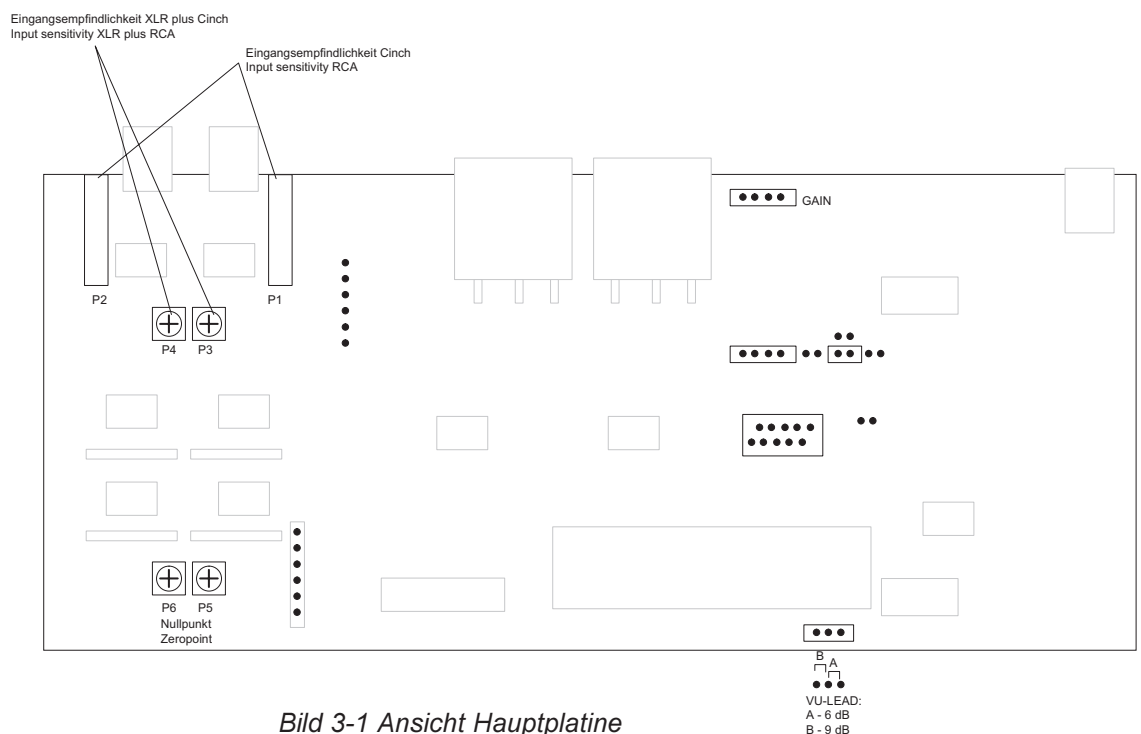 Eingangsempfindlichkeit XLR plus Cinch
Input sensitivity XLR plus RCA
Eingangsempfindlichkeit Cinch
Input sensitivity RCA
GAIN
P2
P1
P4
P3
P6
P5
Nullpunkt
Zeropoint
B
A
VU-LEAD:
A - 6 dB
B - 9 dB
Bild 3-1 Ansicht Hauptplatine